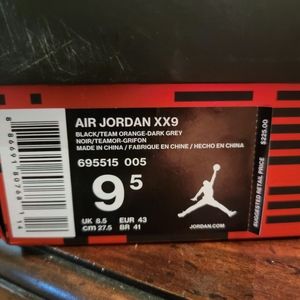 AIR JORDAN XX9
BLACK/TEAM ORANGE-DARK GREY
NOIR/TEAMOR-GRIFON
MADE IN CHINA / FABRIQUE EN CHINE / HECHO EN CHINA
695515 005
9 5
UK 8.5 EUR 43
cm 27.5 BR 41
JORDAN.COM
$225.00
SUGGESTED RETAIL PRICE